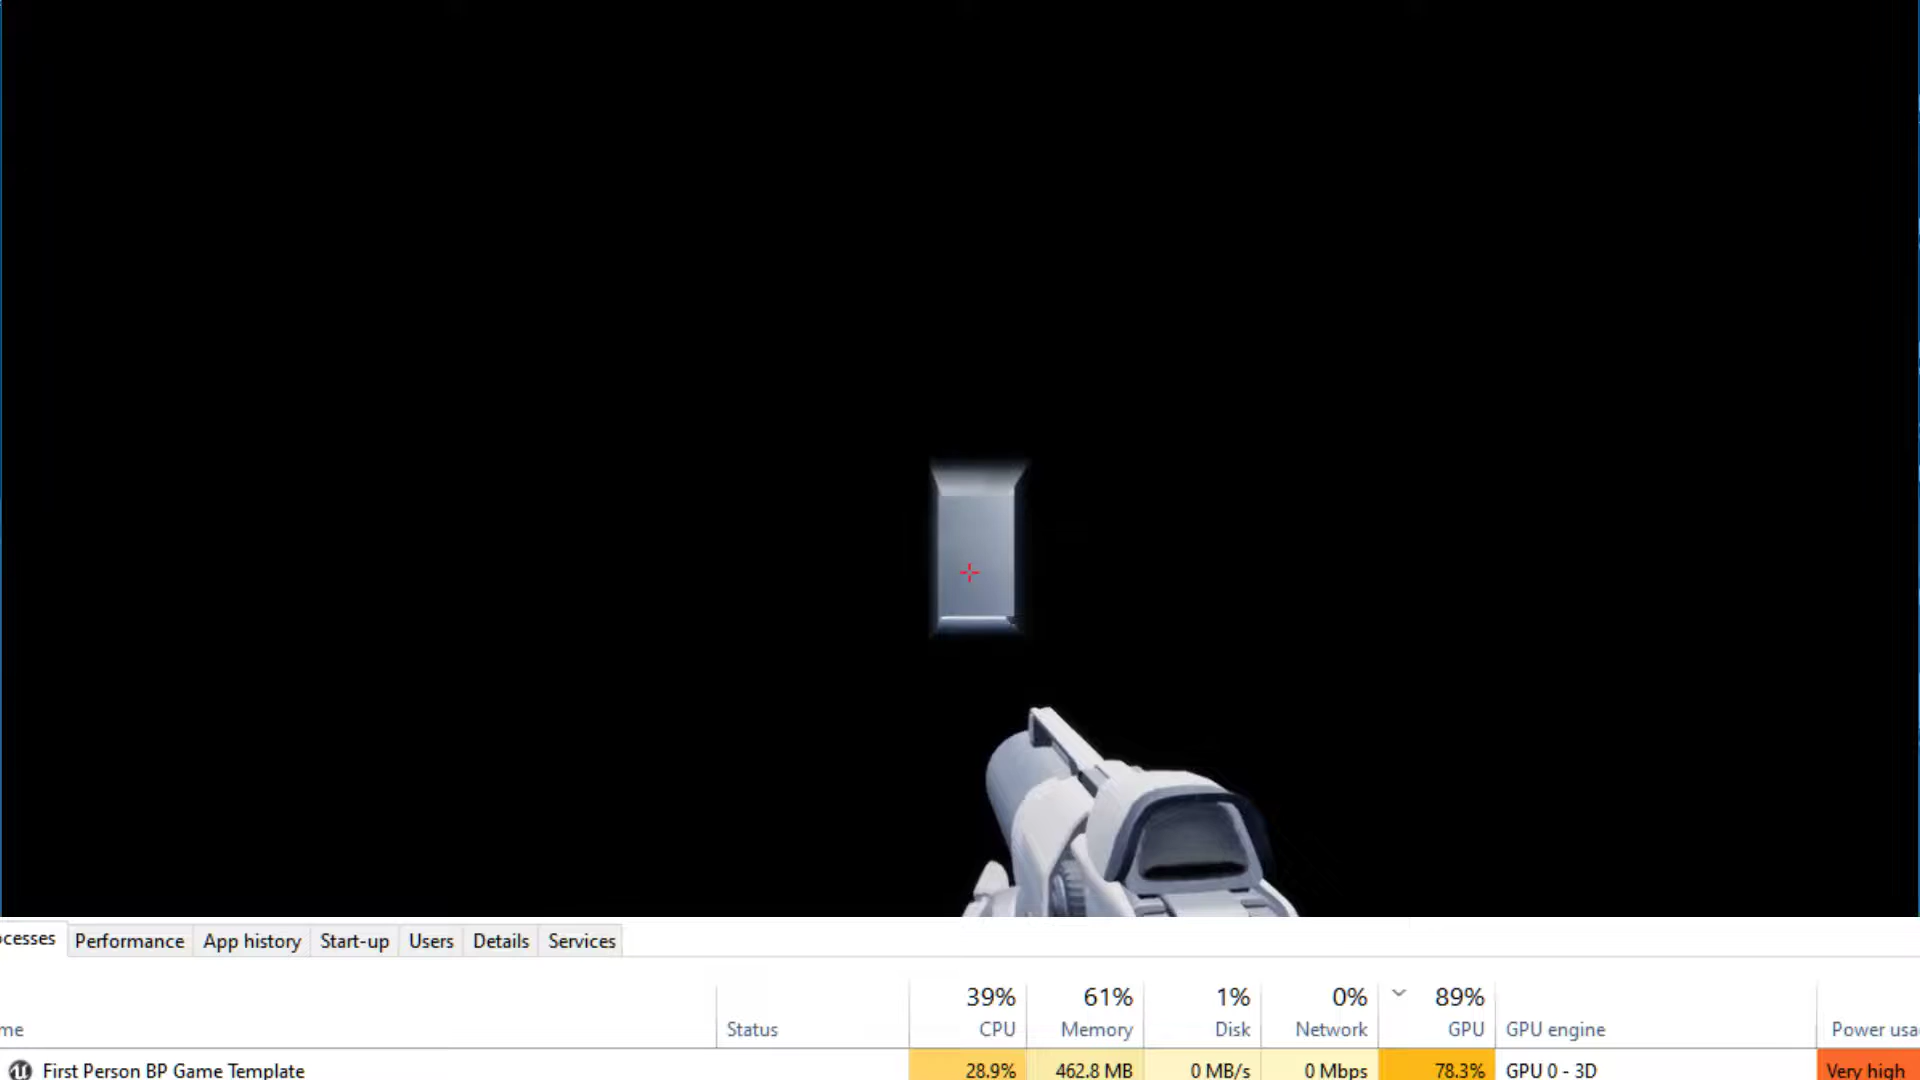 ocesses Performance App history Start-up Users Details Services
39% 61% 1% 0% 89%
me Status CPU Memory Disk Network GPU GPU engine Power usa
First Person BP Game Template 28.9% 462.8 MB 0 MB/s 0 Mbps 78.3% GPU 0 - 3D Very high